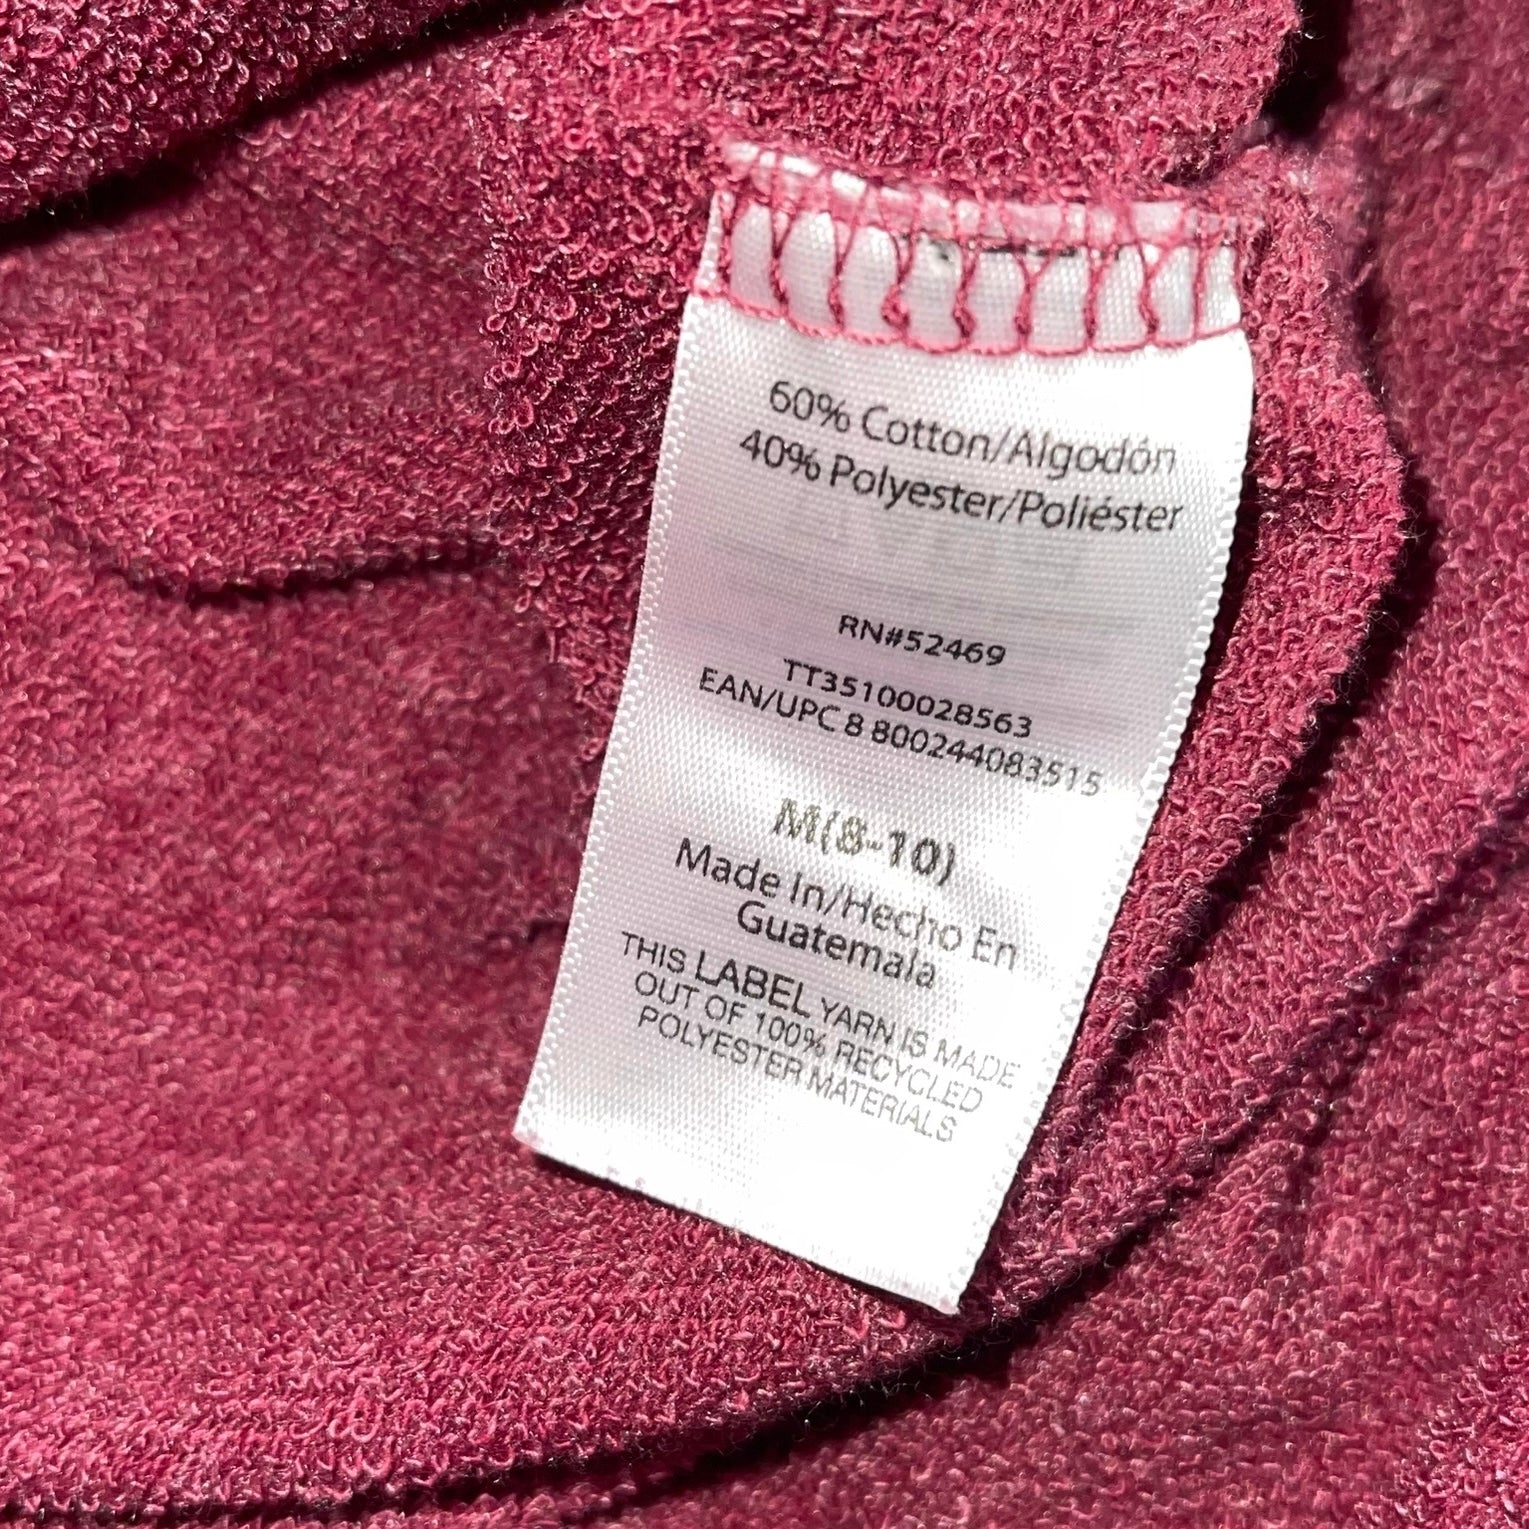 60% Cotton/Algodón
40% Polyester/Poliéster
RN#52469
TT35100028563
EAN/UPC 8 800244083515
M(8-10)
Made In/Hecho En
Guatemala
THIS LABEL YARN IS MADE
OUT OF 100% RECYCLED
POLYESTER MATERIALS